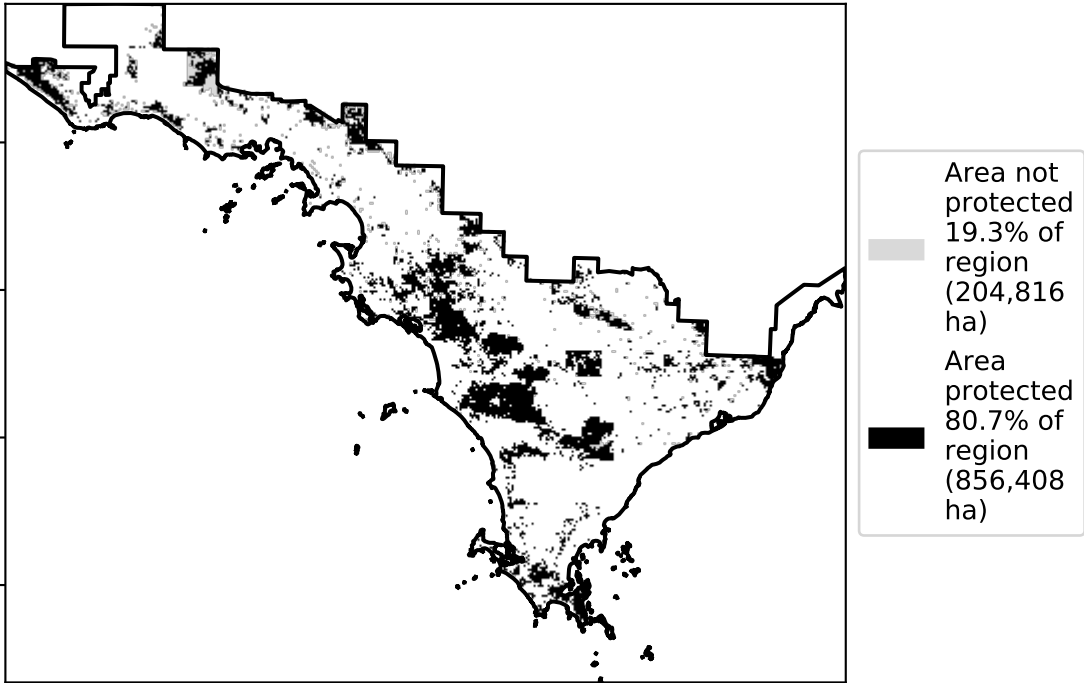 Area not
protected
19.3% of
region
(204,816
ha)
Area
protected
80.7% of
region
(856,408
ha)